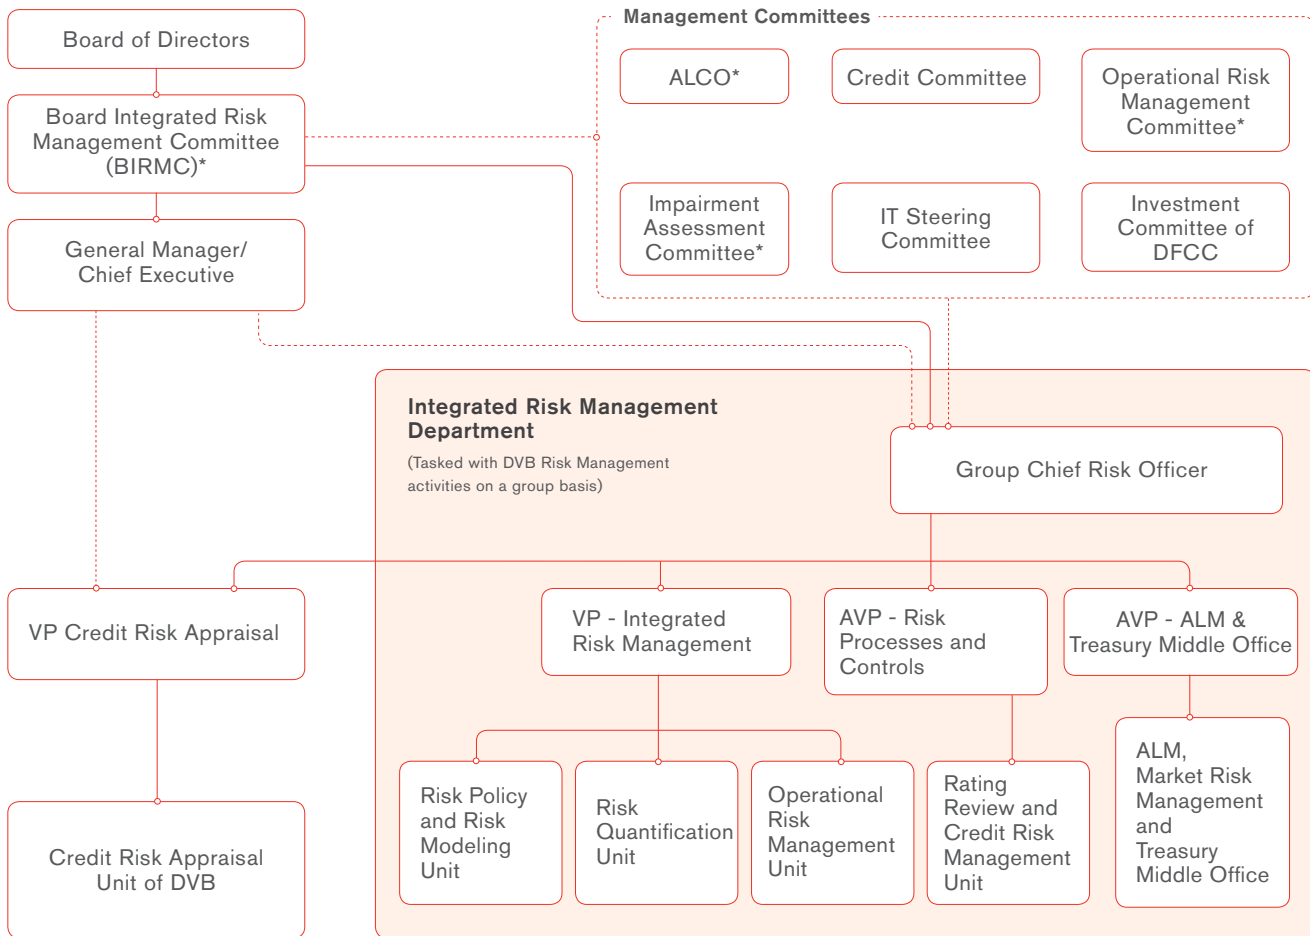 Board of Directors
Board Integrated Risk
Management Committee
(BIRMC)*
General Manager/
Chief Executive
Management Committees
ALCO*
Credit Committee
Operational Risk
Management
Committee*
Impairment
Assessment
Committee*
IT Steering
Committee
Investment
Committee of
DFCC
Integrated Risk Management
Department
(Tasked with DVB Risk Management
activities on a group basis)
Group Chief Risk Officer
VP Credit Risk Appraisal
VP - Integrated
Risk Management
AVP - Risk
Processes and
Controls
AVP - ALM &
Treasury Middle Office
Credit Risk Appraisal
Unit of DVB
Risk Policy
and Risk
Modeling
Unit
Risk
Quantification
Unit
Operational
Risk
Management
Unit
Rating
Review and
Credit Risk
Management
Unit
ALM,
Market Risk
Management
and
Treasury
Middle Office